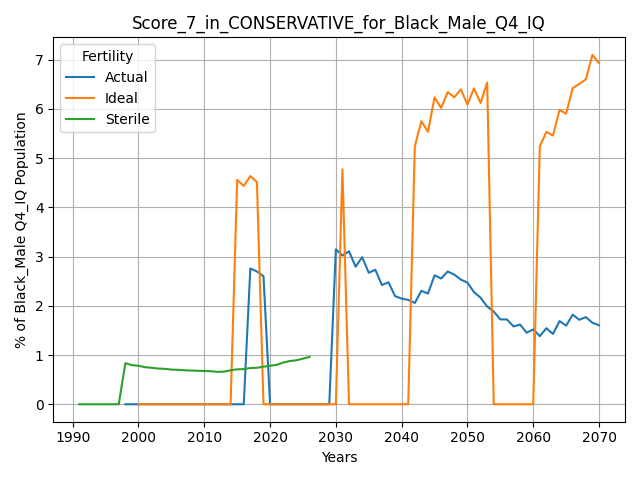 Score_7_in_CONSERVATIVE_for_Black_Male_Q4_IQ
Fertility
Actual
Ideal
Sterile
% of Black_Male Q4_IQ Population
7
6
5
4
3
2
1
0
1990 2000 2010 2020 2030 2040 2050 2060 2070
Years